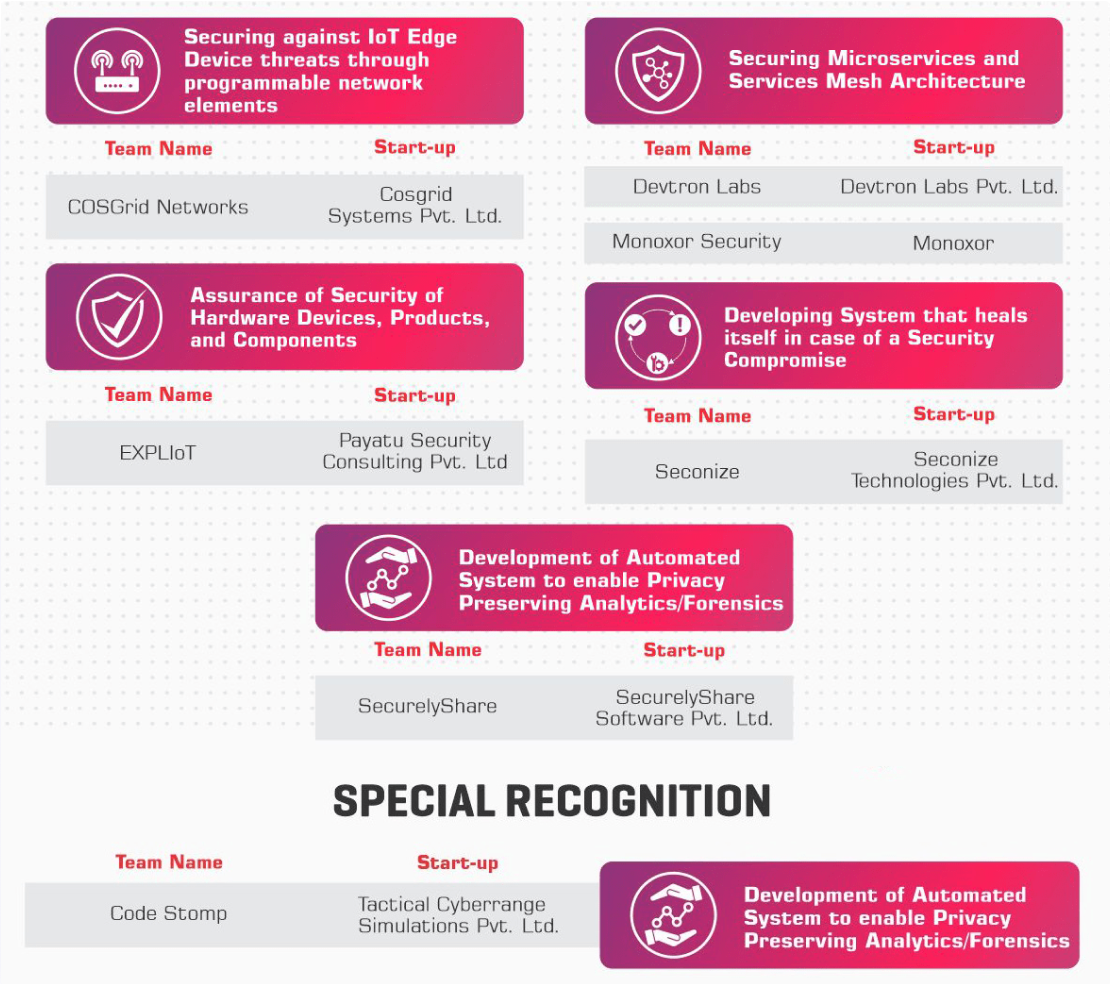 Securing against IoT Edge
Device threats through
programmable network
elements
Team Name Start-up
COSGrid Networks Cosgrid
Systems Pvt. Ltd.
Securing Microservices and
Services Mesh Architecture
Team Name Start-up
Devtron Labs Devtron Labs Pvt. Ltd.
Monoxor Security Monoxor
Assurance of Security of
Hardware Devices, Products,
and Components
Team Name Start-up
EXPLIoT Payatu Security
Consulting Pvt. Ltd
Developing System that heals
itself in case of a Security
Compromise
Team Name Start-up
Seconize Seconize
Technologies Pvt. Ltd.
Development of Automated
System to enable Privacy
Preserving Analytics/Forensics
Team Name Start-up
SecurelyShare SecurelyShare
Software Pvt. Ltd.
SPECIAL RECOGNITION
Team Name Start-up
Code Stomp Tactical Cyberrange
Simulations Pvt. Ltd.
Development of Automated
System to enable Privacy
Preserving Analytics/Forensics